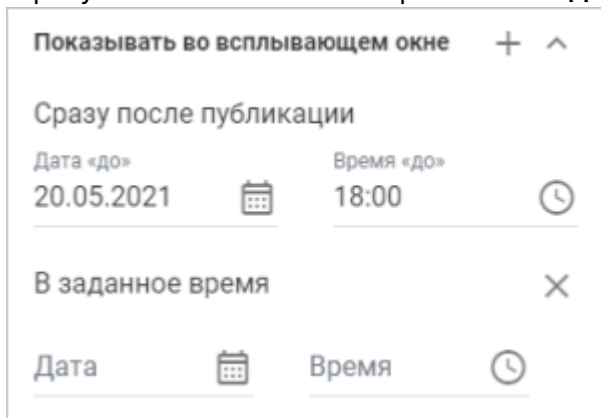 Показывать во всплывающем окне
Сразу после публикации
Дата «до» Время «до»
20.05.2021 18:00
В заданное время
Дата Время